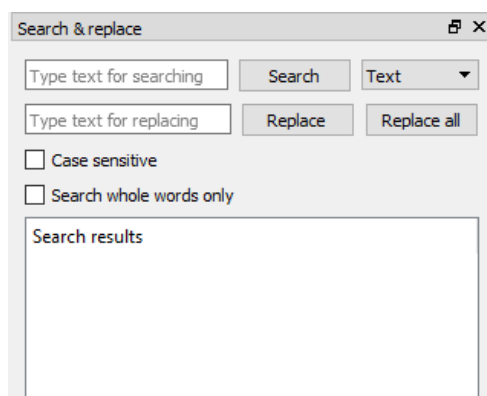 Search & replace
Type text for searching Search Text
Type text for replacing Replace Replace all
Case sensitive
Search whole words only
Search results